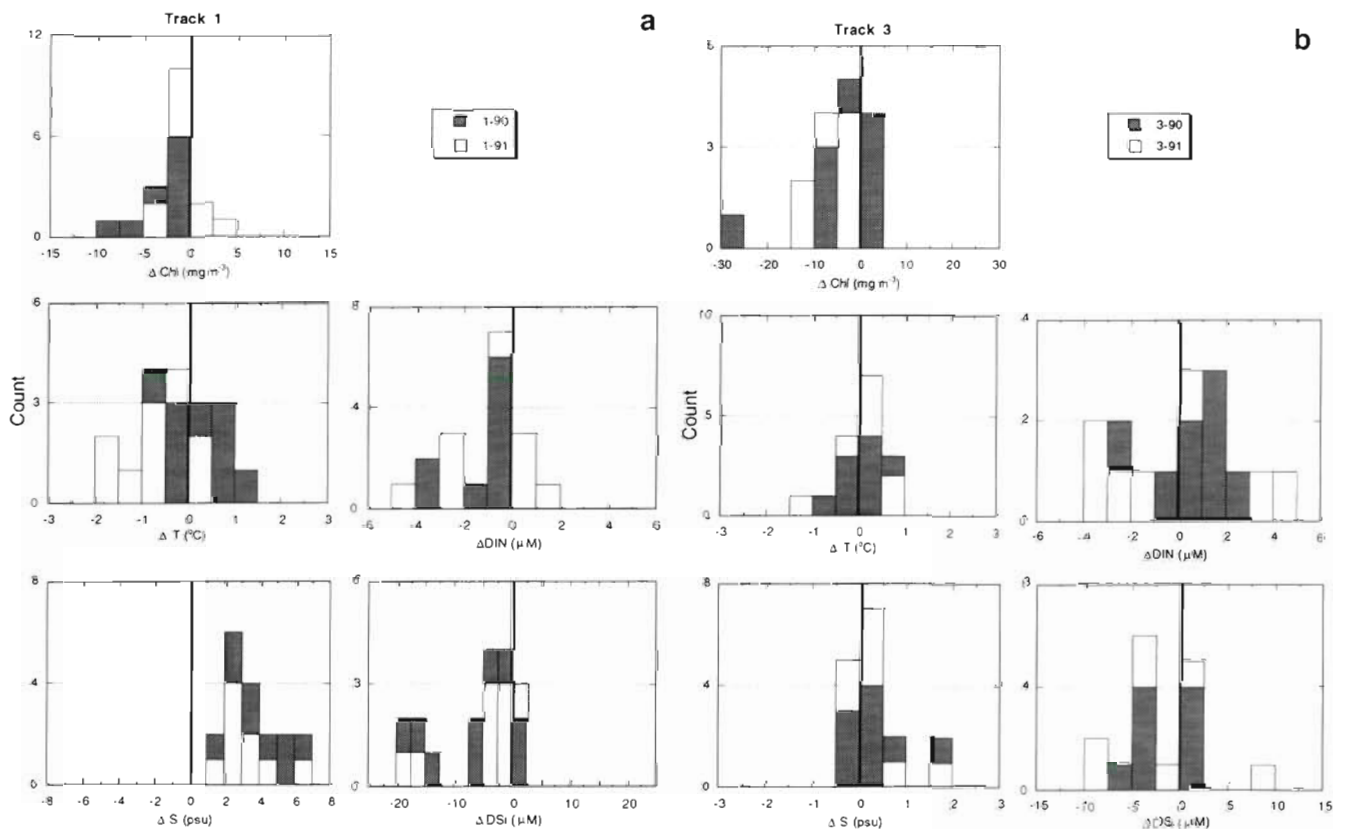 Track 1
a
12
6
0
-15 -10 -5 0 5 10 15
Δ Chl (mg m-3)
1-90
1-91
Track 3
b
3
0
-30 -20 -10 0 10 20 30
Δ Chl (mg m-3)
3-90
3-91
Count
6
3
0
-3 -2 -1 0 1 2 3
Δ T (°C)
8
4
0
-6 -4 -2 0 2 4 6
ΔDIN (µM)
Count
10
5
0
-3 -2 -1 0 1 2 3
Δ T (°C)
4
2
0
-6 -4 -2 0 2 4 6
ΔDIN (µM)
8
4
0
-8 -6 -4 -2 0 2 4 6 8
Δ S (psu)
6
3
0
-20 -10 0 10 20
ΔDSi (µM)
8
4
0
-3 -2 -1 0 1 2 3
Δ S (psu)
4
0
-15 -10 -5 0 5 10 15